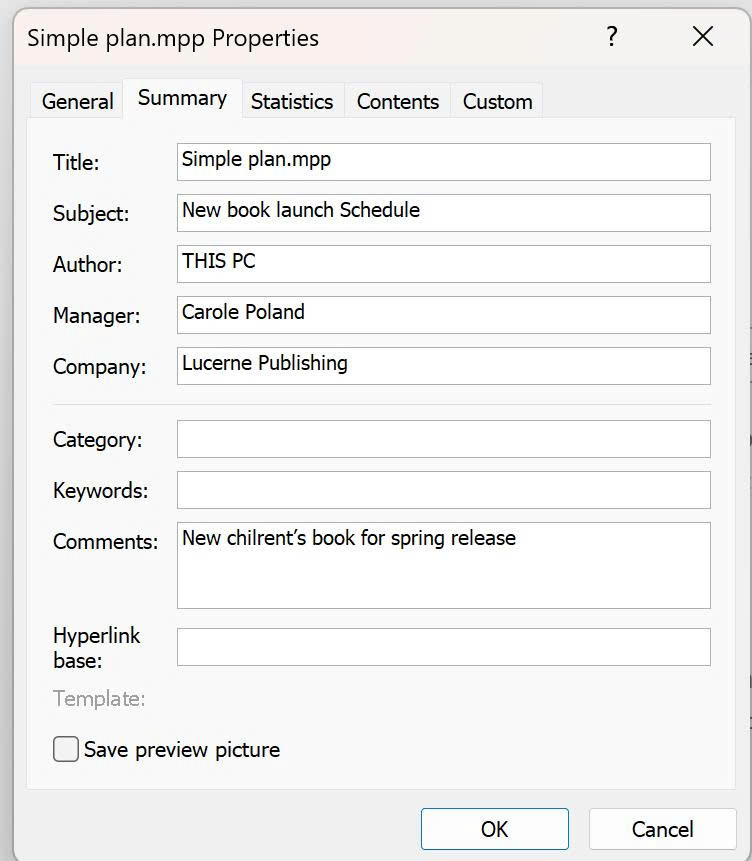 Simple plan.mpp Properties
?
General Summary Statistics Contents Custom
Title: Simple plan.mpp
Subject: New book launch Schedule
Author: THIS PC
Manager: Carole Poland
Company: Lucerne Publishing
Category:
Keywords:
Comments: New chilrent’s book for spring release
Hyperlink
base:
Template:
Save preview picture
OK Cancel